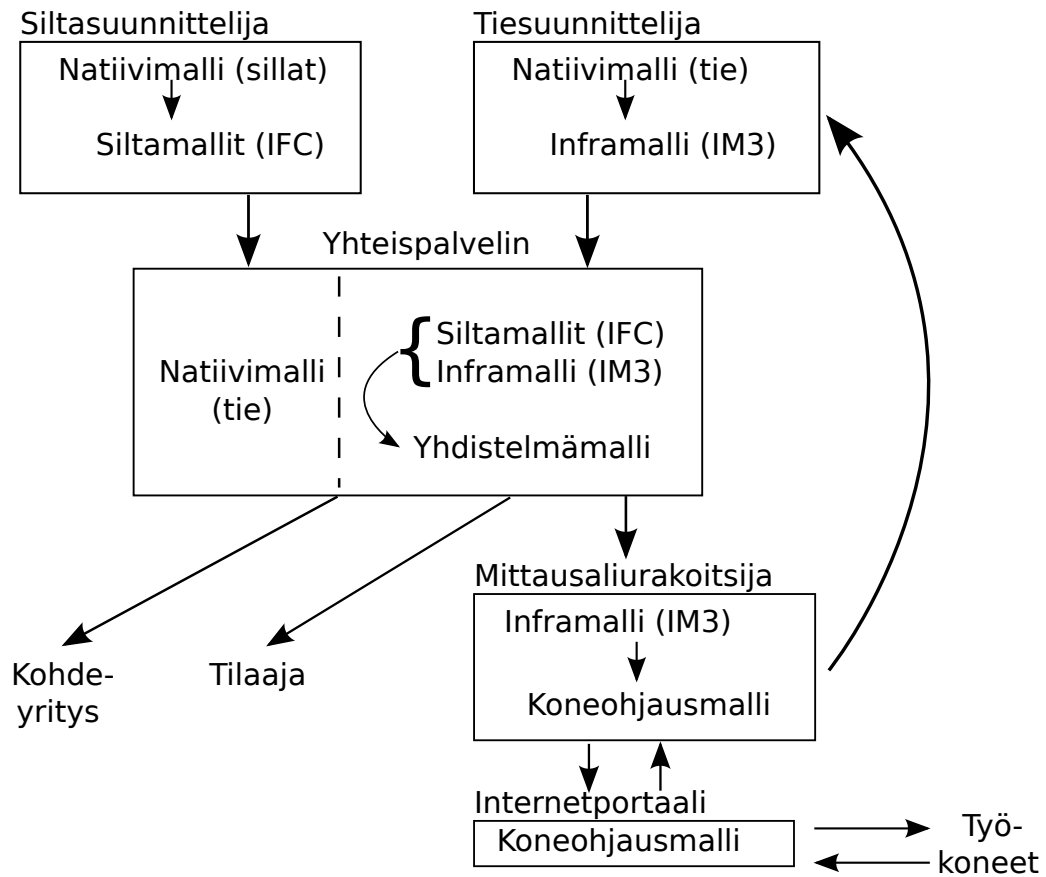 Siltasuunnittelija
Natiivimalli (sillat)
Siltamallit (IFC)
Tiesuunnittelija
Natiivimalli (tie)
Inframalli (IM3)
Yhteispalvelin
Natiivimalli
(tie)
Siltamallit (IFC)
Inframalli (IM3)
Yhdistelmämalli
Kohde-
yritys
Tilaaja
Mittausaliurakoitsija
Inframalli (IM3)
Koneohjausmalli
Internetportaali
Koneohjausmalli
Työ-
koneet